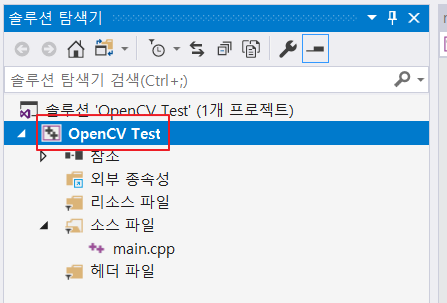 솔루션 탐색기
솔루션 탐색기 검색(Ctrl+;)
솔루션 'OpenCV Test' (1개 프로젝트)
OpenCV Test
참조
외부 종속성
리소스 파일
소스 파일
main.cpp
헤더 파일